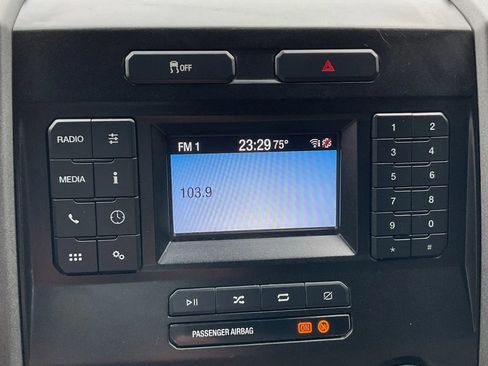 OFF
RADIO
MEDIA
i
FM 1 23:29 75°
103.9
1 2
3 4
5 6
7 8
9 0
* #
PASSENGER AIRBAG